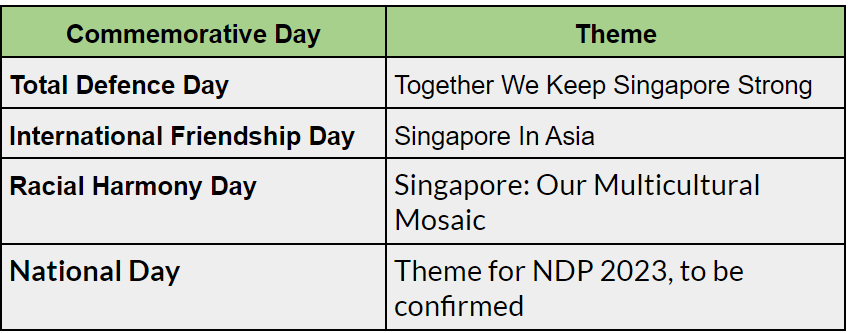 Commemorative Day
Theme
Total Defence Day
Together We Keep Singapore Strong
International Friendship Day
Singapore In Asia
Racial Harmony Day
Singapore: Our Multicultural
Mosaic
National Day
Theme for NDP 2023, to be
confirmed